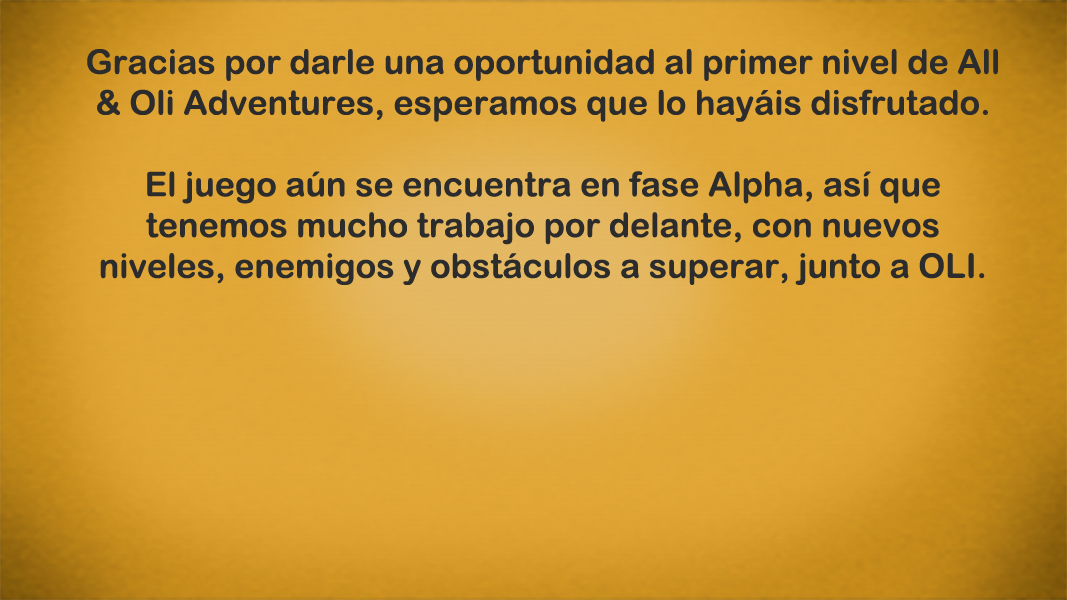 Gracias por darle una oportunidad al primer nivel de All
& Oli Adventures, esperamos que lo hayáis disfrutado.
El juego aún se encuentra en fase Alpha, así que
tenemos mucho trabajo por delante, con nuevos
niveles, enemigos y obstáculos a superar, junto a OLI.